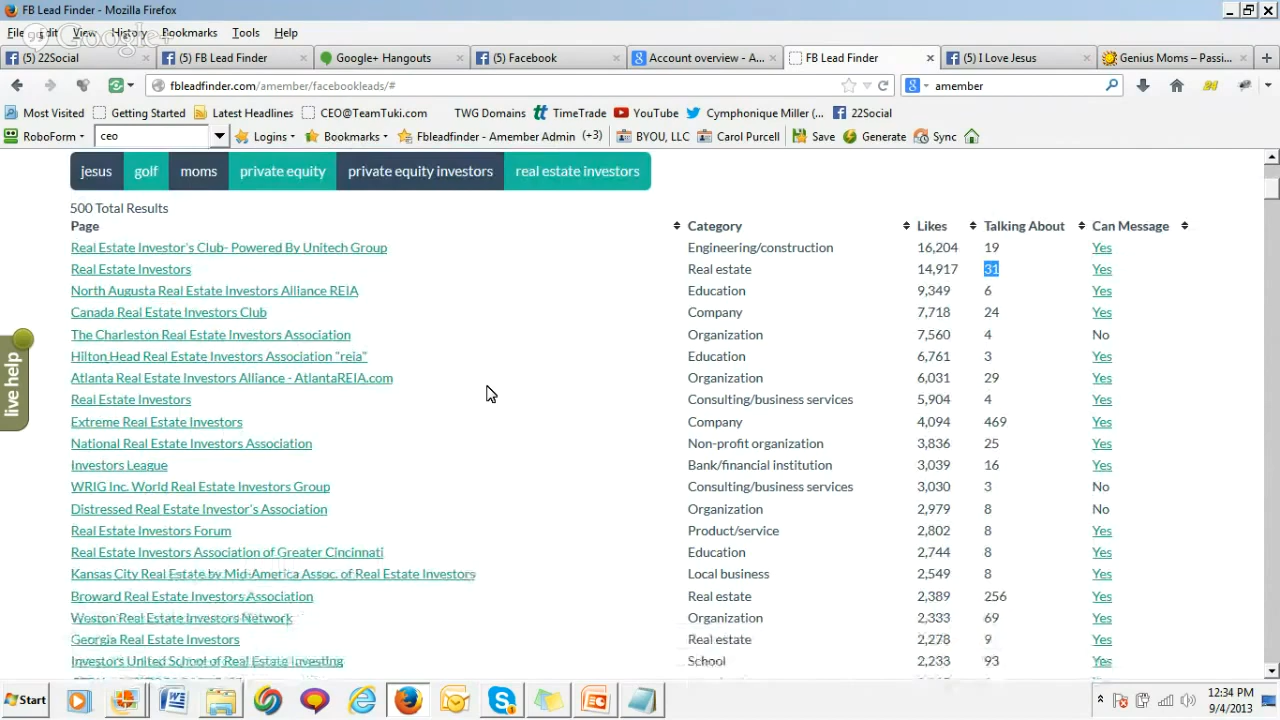 FB Lead Finder - Mozilla Firefox
File Edit View History Bookmarks Tools Help
Google+
(5) 22Social (5) FB Lead Finder Google+ Hangouts (5) Facebook Account overview - A... FB Lead Finder (5) I Love Jesus Genius Moms – Passi...
fbleadfinder.com/amember/facebookleads/# amember
Most Visited Getting Started Latest Headlines CEO@TeamTuki.com TWG Domains TimeTrade YouTube Cymphonique Miller (... 22Social
RoboForm ceo Logins Bookmarks Fbleadfinder - Amember Admin (+3) BYOU, LLC Carol Purcell Save Generate Sync
jesus golf moms private equity private equity investors real estate investors
500 Total Results
Page Category Likes Talking About Can Message
Real Estate Investor's Club- Powered By Unitech Group Engineering/construction 16,204 19 Yes
Real Estate Investors Real estate 14,917 31 Yes
North Augusta Real Estate Investors Alliance REIA Education 9,349 6 Yes
Canada Real Estate Investors Club Company 7,718 24 Yes
The Charleston Real Estate Investors Association Organization 7,560 4 No
Hilton Head Real Estate Investors Association "reia" Education 6,761 3 Yes
Atlanta Real Estate Investors Alliance - AtlantaREIA.com Organization 6,031 29 Yes
Real Estate Investors Consulting/business services 5,904 4 Yes
Extreme Real Estate Investors Company 4,094 469 Yes
National Real Estate Investors Association Non-profit organization 3,836 25 Yes
Investors League Bank/financial institution 3,039 16 Yes
WRIG Inc. World Real Estate Investors Group Consulting/business services 3,030 3 No
Distressed Real Estate Investor's Association Organization 2,979 8 No
Real Estate Investors Forum Product/service 2,802 8 Yes
Real Estate Investors Association of Greater Cincinnati Education 2,744 8 Yes
Kansas City Real Estate by Mid-America Assoc. of Real Estate Investors Local business 2,549 8 Yes
Broward Real Estate Investors Association Real estate 2,389 256 Yes
Weston Real Estate Investors Network Organization 2,333 69 Yes
Georgia Real Estate Investors Real estate 2,278 9 Yes
Investors United School of Real Estate Investing School 2,233 93 Yes
live help
Start 12:34 PM
9/4/2013